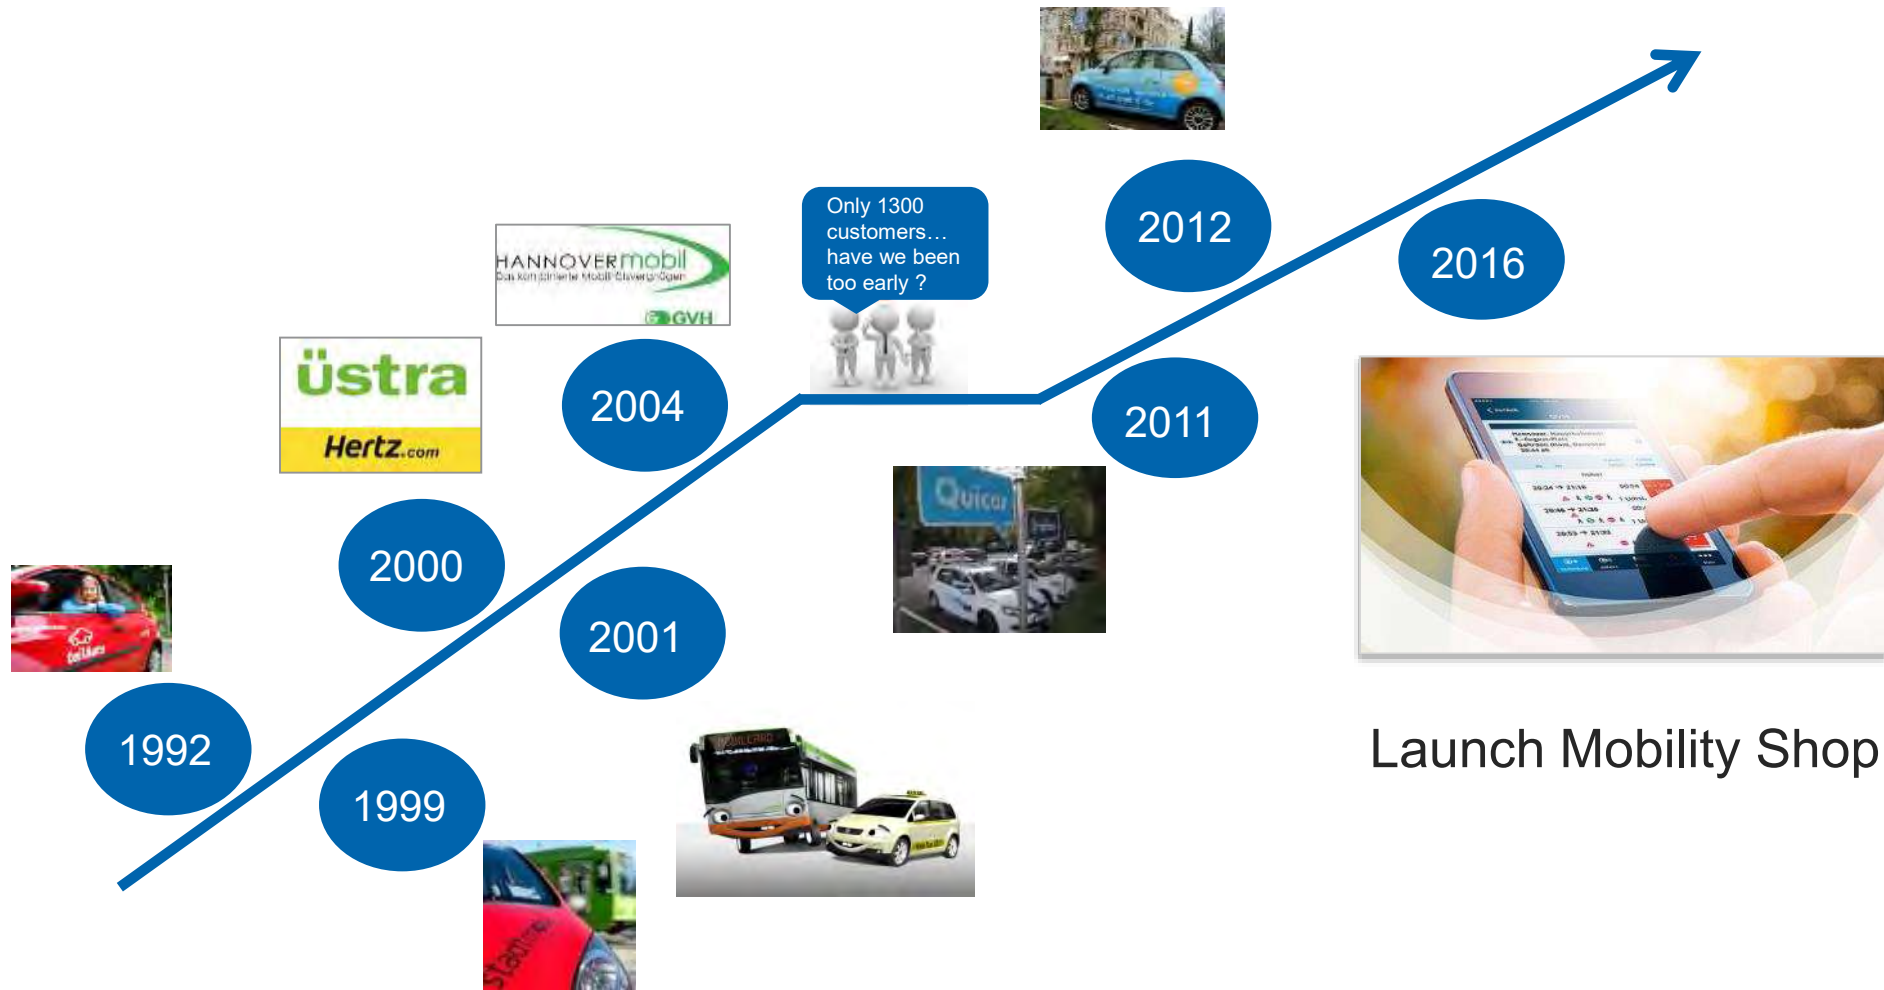 Only 1300
customers…
have we been
too early ?
2012
2016
HANNOVERmobil
GVH
üstra
Hertz.com
2004
2011
Quicar
2000
2001
teilAuto
1992
1999
Launch Mobility Shop